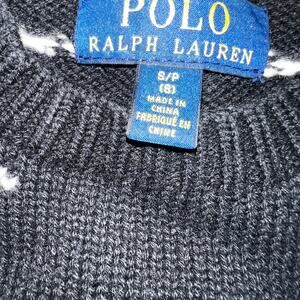 POLO
RALPH LAUREN
S/P
(8)
MADE IN
CHINA
FABRIQUÉ EN
CHINE